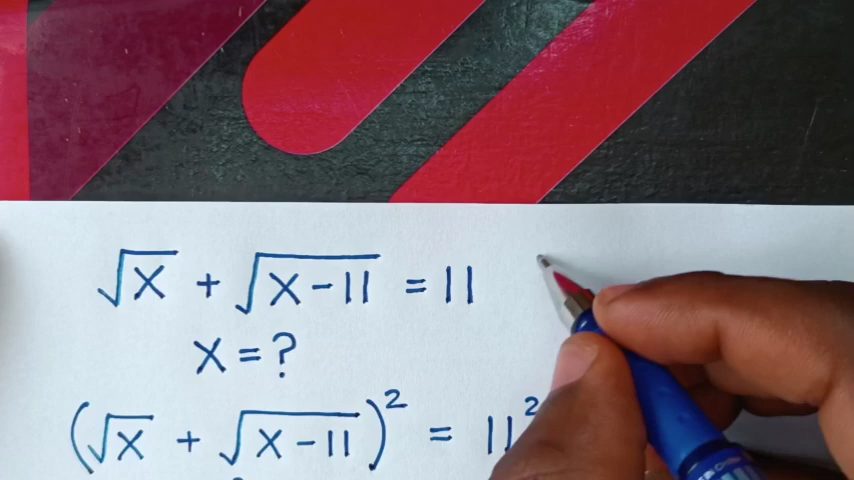 √x + √x-11 = 11
x = ?
(√x + √x-11)² = 11²